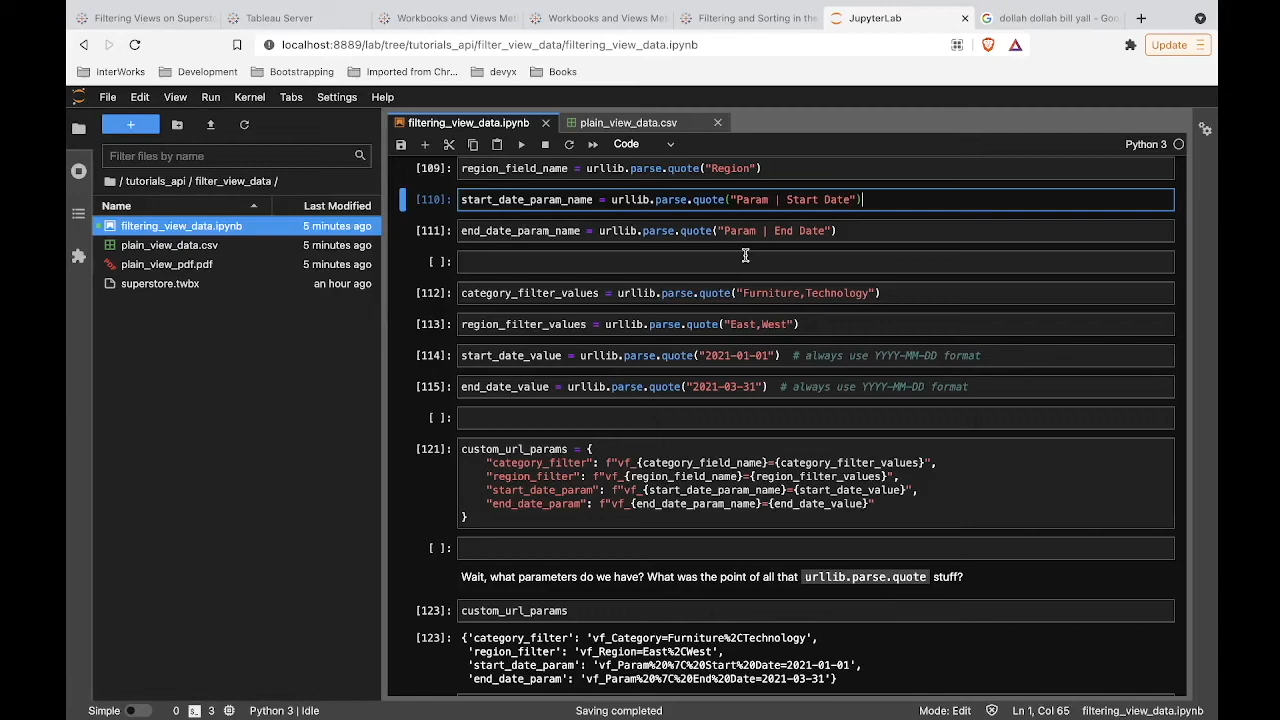 Filtering Views on Superst
Tableau Server
Workbooks and Views Met
Workbooks and Views Met
Filtering and Sorting in the
JupyterLab
dollah dollah bill yall - Goo
localhost:8889/lab/tree/tutorials_api/filter_view_data/filtering_view_data.ipynb
Update
InterWorks
Development
Bootstrapping
Imported from Chr...
devyx
Books
File Edit View Run Kernel Tabs Settings Help
filtering_view_data.ipynb
plain_view_data.csv
Code
Python 3
Filter files by name
/ tutorials_api / filter_view_data /
Name Last Modified
filtering_view_data.ipynb 5 minutes ago
plain_view_data.csv 5 minutes ago
plain_view_pdf.pdf 5 minutes ago
superstore.twbx an hour ago
[109]: region_field_name = urllib.parse.quote("Region")
[110]: start_date_param_name = urllib.parse.quote("Param | Start Date")
[111]: end_date_param_name = urllib.parse.quote("Param | End Date")
[ ]:
[112]: category_filter_values = urllib.parse.quote("Furniture,Technology")
[113]: region_filter_values = urllib.parse.quote("East,West")
[114]: start_date_value = urllib.parse.quote("2021-01-01") # always use YYYY-MM-DD format
[115]: end_date_value = urllib.parse.quote("2021-03-31") # always use YYYY-MM-DD format
[ ]:
[121]: custom_url_params = {
"category_filter": f"vf_{category_field_name}={category_filter_values}",
"region_filter": f"vf_{region_field_name}={region_filter_values}",
"start_date_param": f"vf_{start_date_param_name}={start_date_value}",
"end_date_param": f"vf_{end_date_param_name}={end_date_value}"
}
[ ]:
Wait, what parameters do we have? What was the point of all that urllib.parse.quote stuff?
[123]: custom_url_params
[123]: {'category_filter': 'vf_Category=Furniture%2CTechnology',
'region_filter': 'vf_Region=East%2CWest',
'start_date_param': 'vf_Param%20%7C%20Start%20Date=2021-01-01',
'end_date_param': 'vf_Param%20%7C%20End%20Date=2021-03-31'}
Simple 0 3 Python 3 | Idle Saving completed Mode: Edit Ln 1, Col 65 filtering_view_data.ipynb